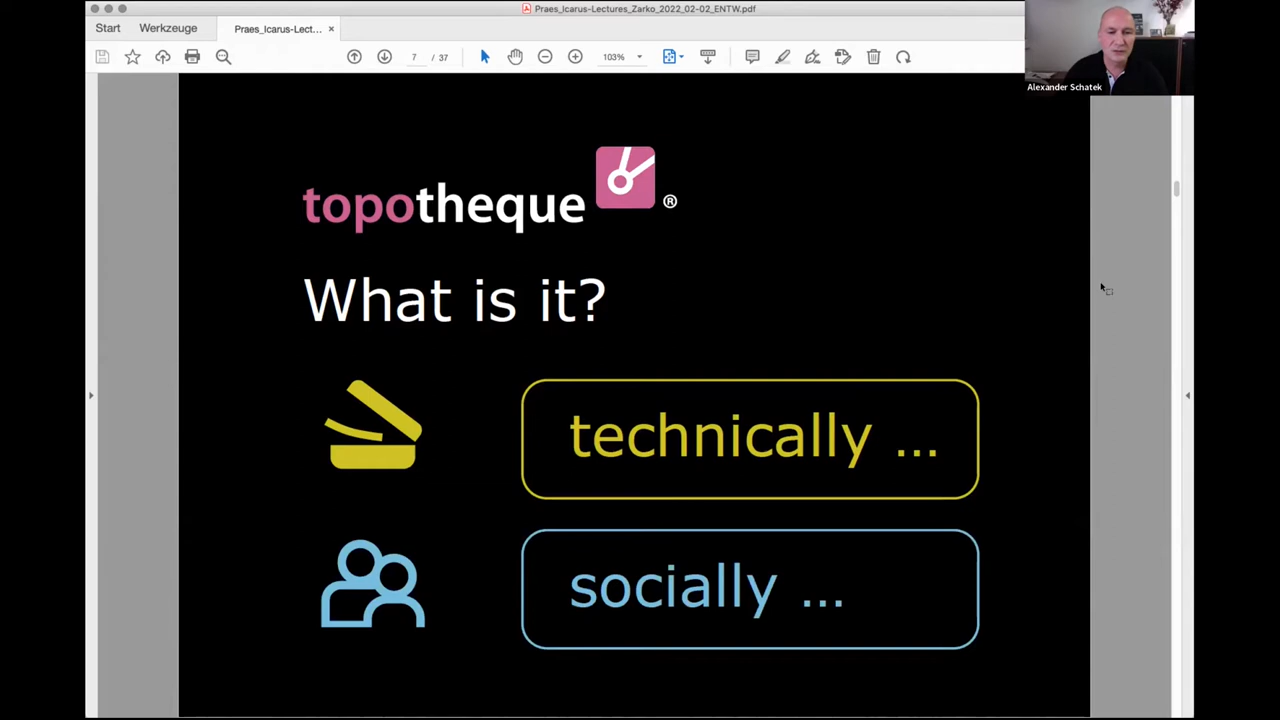 Praes_Icarus-Lectures_Zarko_2022_02-02_ENTW.pdf
Start
Werkzeuge
Praes_Icarus-Lect...
7 / 37
103%
Alexander Schatek
topotheque ®
What is it?
technically ...
socially ...